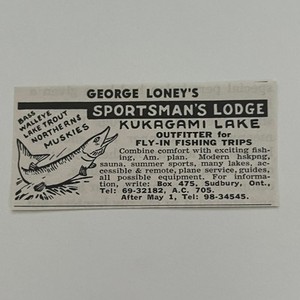 GEORGE LONEY'S
SPORTSMAN'S LODGE
KUKAGAMI LAKE
BASS
WALLEYE
LAKE TROUT
NORTHERNS
MUSKIES
OUTFITTER for
FLY-IN FISHING TRIPS
Combine comfort with exciting fish-
ing, Am. plan. Modern hskpng,
sauna, summer sports, many lakes, ac-
cessible & remote, plane service, guides,
all possible equipment. For informa-
tion, write: Box 475, Sudbury, Ont.,
Tel: 69-32182, A.C. 705.
After May 1, Tel: 98-34545.